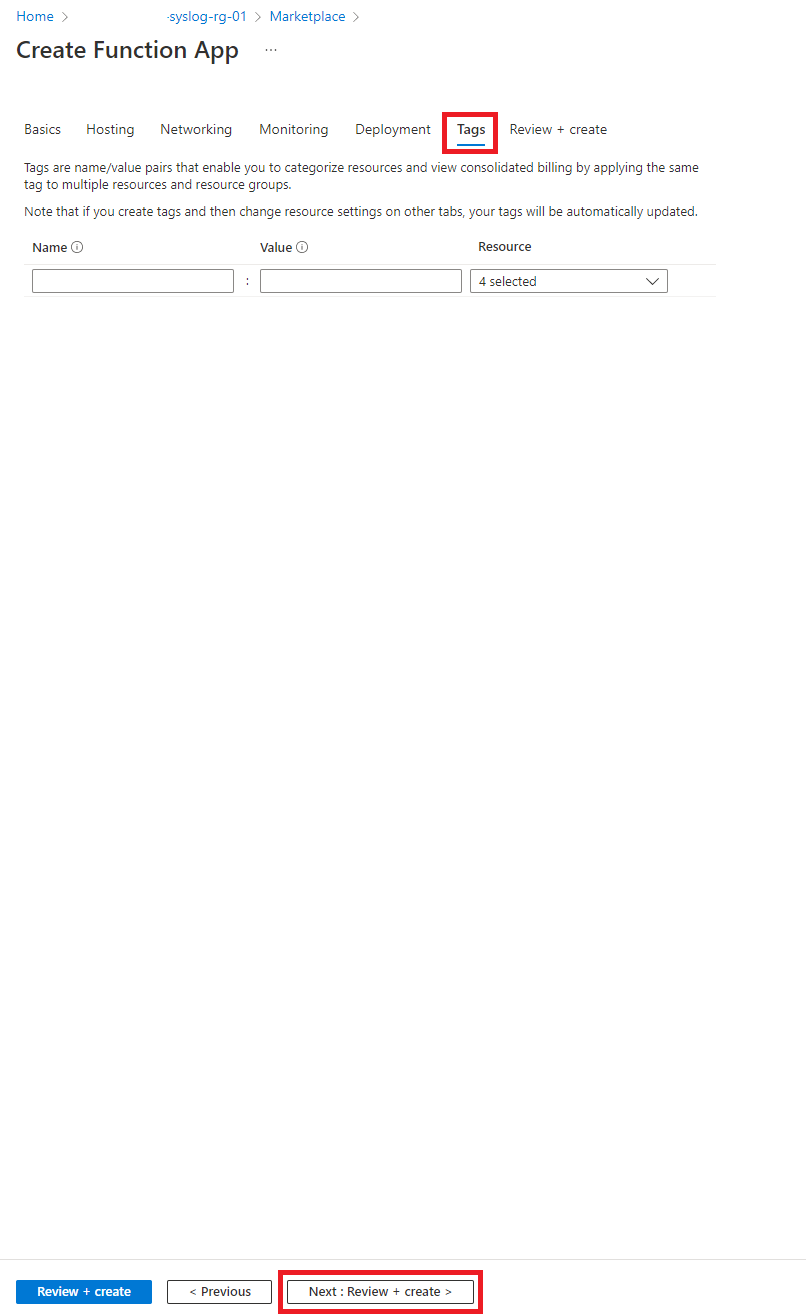 Home > -syslog-rg-01 > Marketplace >
Create Function App ...
Basics Hosting Networking Monitoring Deployment Tags Review + create
Tags are name/value pairs that enable you to categorize resources and view consolidated billing by applying the same
tag to multiple resources and resource groups.
Note that if you create tags and then change resource settings on other tabs, your tags will be automatically updated.
Name Value Resource
: 4 selected
Review + create < Previous Next : Review + create >